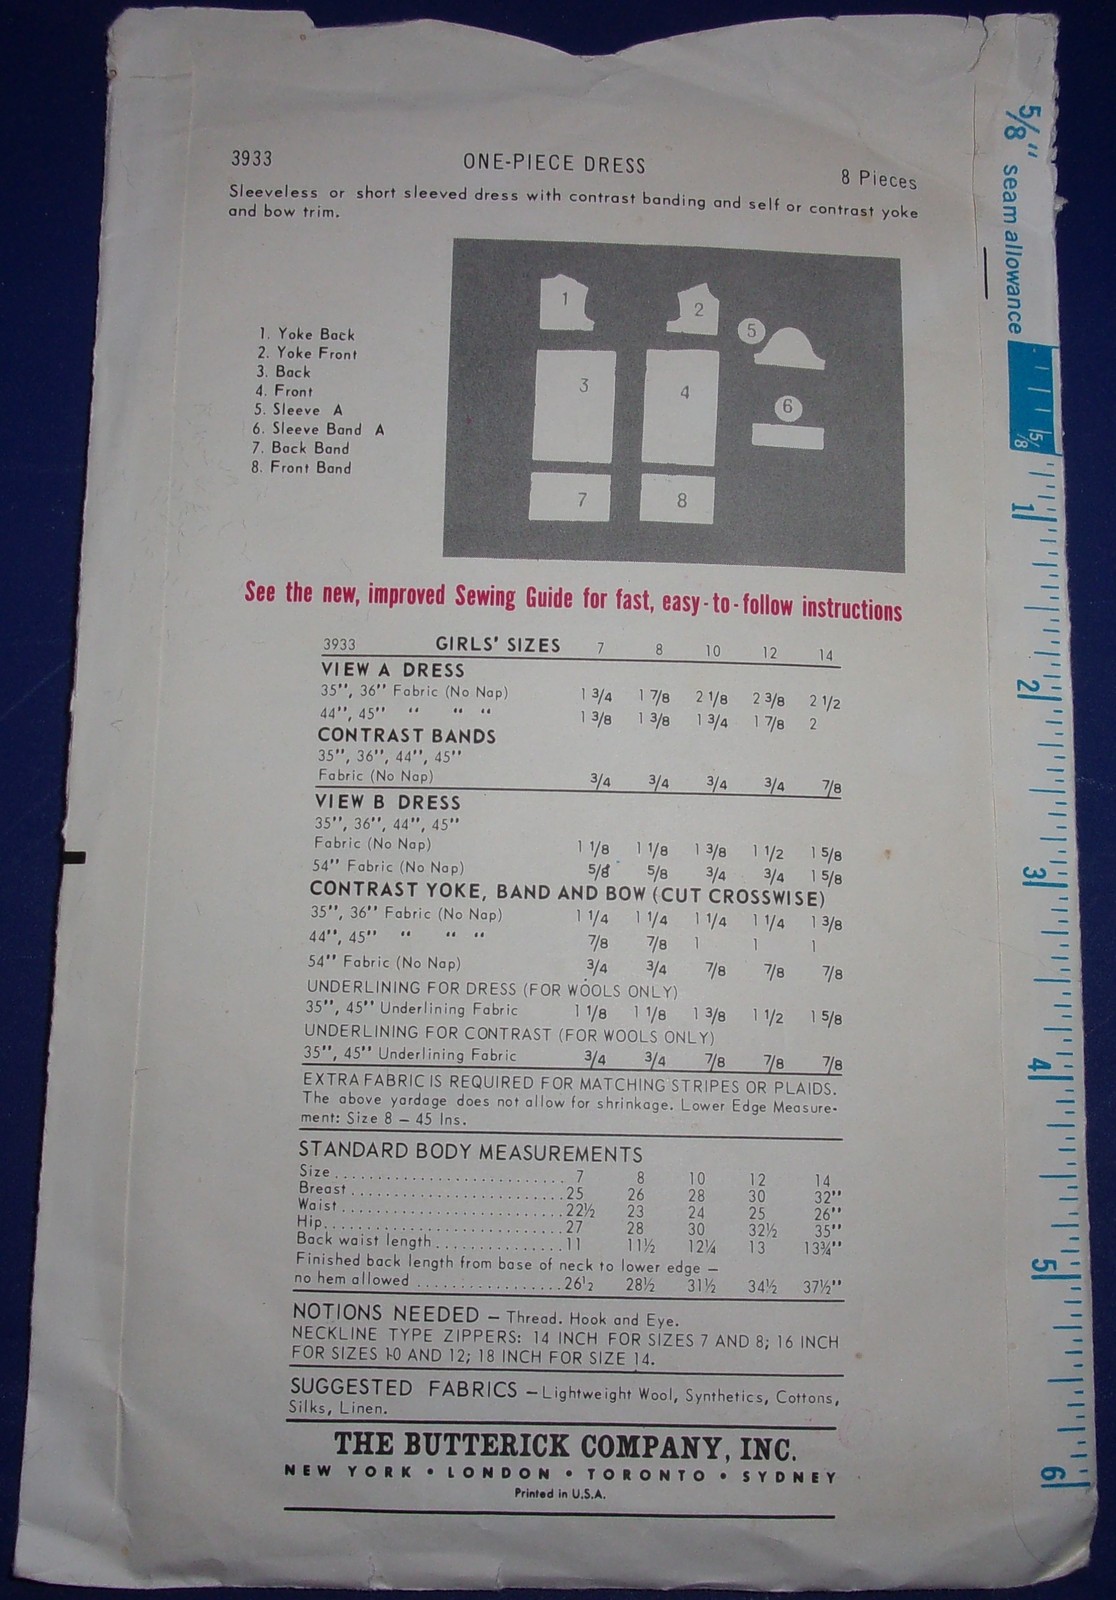 3933 ONE-PIECE DRESS 8 Pieces
Sleeveless or short sleeved dress with contrast banding and self or contrast yoke
and bow trim.
1. Yoke Back
2. Yoke Front
3. Back
4. Front
5. Sleeve A
6. Sleeve Band A
7. Back Band
8. Front Band
1
2
5
3
4
6
7
8
See the new, improved Sewing Guide for fast, easy-to-follow instructions
3933 GIRLS' SIZES 7 8 10 12 14
VIEW A DRESS
35", 36" Fabric (No Nap) 1 3/4 1 7/8 2 1/8 2 3/8 2 1/2
44", 45" " " " 1 3/8 1 3/8 1 3/4 1 7/8 2
CONTRAST BANDS
35", 36", 44", 45"
Fabric (No Nap) 3/4 3/4 3/4 3/4 7/8
VIEW B DRESS
35", 36", 44", 45"
Fabric (No Nap) 1 1/8 1 1/8 1 3/8 1 1/2 1 5/8
54" Fabric (No Nap) 5/8 5/8 3/4 3/4 1 5/8
CONTRAST YOKE, BAND AND BOW (CUT CROSSWISE)
35", 36" Fabric (No Nap) 1 1/4 1 1/4 1 1/4 1 1/4 1 3/8
44", 45" " " " 7/8 7/8 1 1 1
54" Fabric (No Nap) 3/4 3/4 7/8 7/8 7/8
UNDERLINING FOR DRESS (FOR WOOLS ONLY)
35", 45" Underlining Fabric 1 1/8 1 1/8 1 3/8 1 1/2 1 5/8
UNDERLINING FOR CONTRAST (FOR WOOLS ONLY)
35", 45" Underlining Fabric 3/4 3/4 7/8 7/8 7/8
EXTRA FABRIC IS REQUIRED FOR MATCHING STRIPES OR PLAIDS.
The above yardage does not allow for shrinkage. Lower Edge Measure-
ment: Size 8 – 45 Ins.
STANDARD BODY MEASUREMENTS
Size 7 8 10 12 14
Breast 25 26 28 30 32"
Waist 22½ 23 24 25 26"
Hip 27 28 30 32½ 35"
Back waist length 11 11½ 12¼ 13 13¾"
Finished back length from base of neck to lower edge –
no hem allowed 26½ 28½ 31½ 34½ 37½"
NOTIONS NEEDED – Thread. Hook and Eye.
NECKLINE TYPE ZIPPERS: 14 INCH FOR SIZES 7 AND 8; 16 INCH
FOR SIZES 10 AND 12; 18 INCH FOR SIZE 14.
SUGGESTED FABRICS – Lightweight Wool, Synthetics, Cottons,
Silks, Linen.
THE BUTTERICK COMPANY, INC.
NEW YORK • LONDON • TORONTO • SYDNEY
Printed in U.S.A.
5/8" seam allowance
5/8
1
2
3
4
5
6